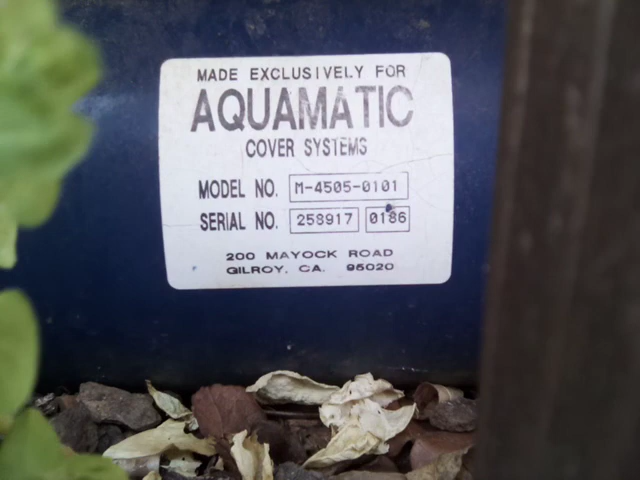 MADE EXCLUSIVELY FOR
AQUAMATIC
COVER SYSTEMS
MODEL NO. M-4505-0101
SERIAL NO. 258917 0186
200 MAYOCK ROAD
GILROY, CA. 95020